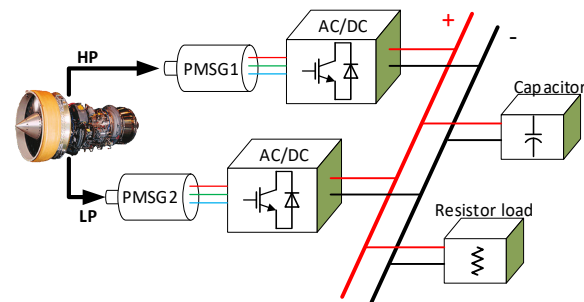 HP
PMSG1
AC/DC
+
-
Capacitor
AC/DC
PMSG2
LP
Resistor load